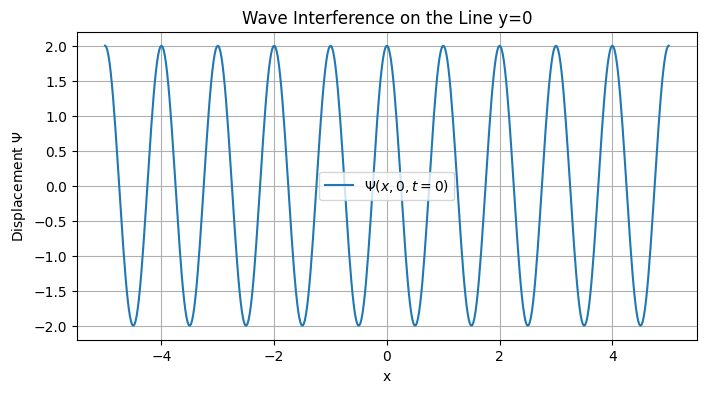 Wave Interference on the Line y=0
Displacement Ψ
2.0
1.5
1.0
0.5
0.0
−0.5
−1.0
−1.5
−2.0
Ψ(x, 0, t = 0)
−4 −2 0 2 4
x